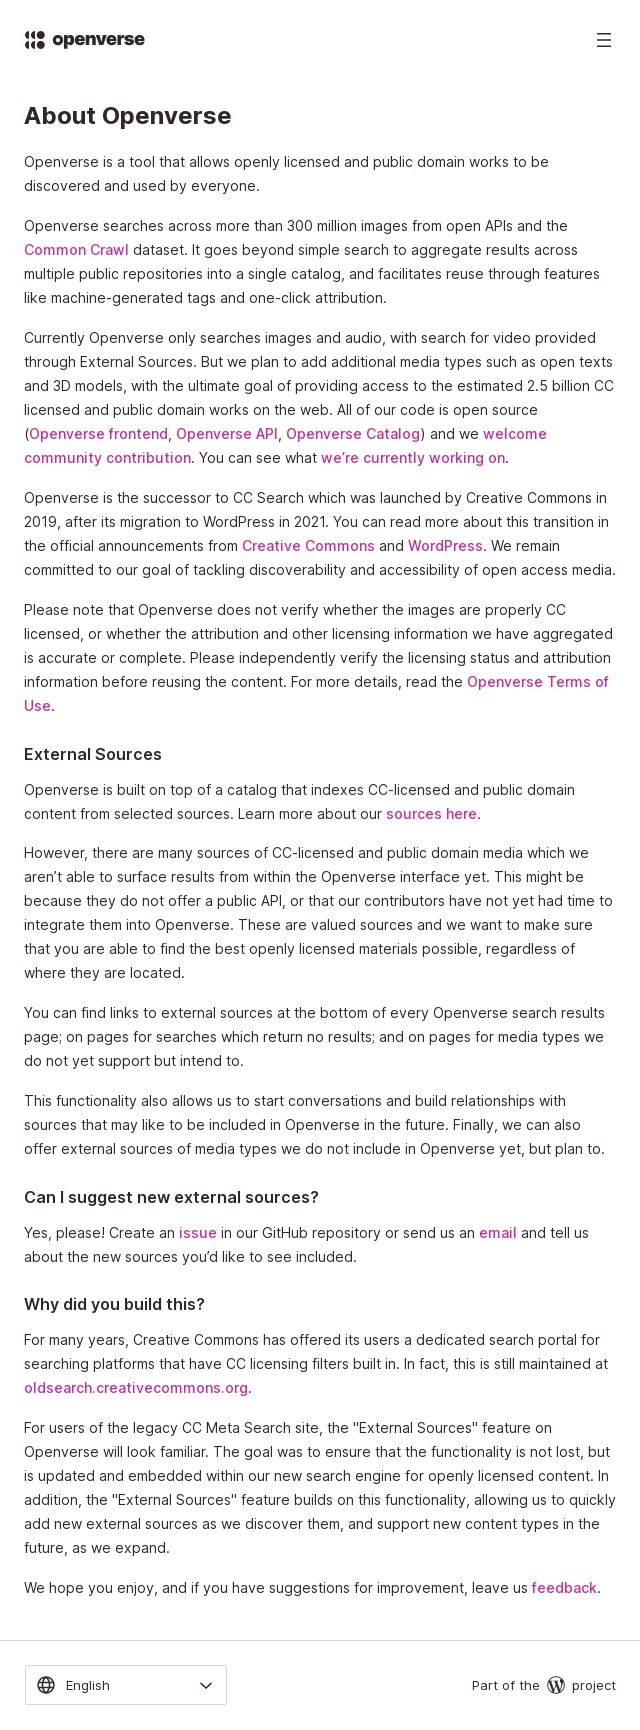 openverse
About Openverse
Openverse is a tool that allows openly licensed and public domain works to be
discovered and used by everyone.
Openverse searches across more than 300 million images from open APIs and the
Common Crawl dataset. It goes beyond simple search to aggregate results across
multiple public repositories into a single catalog, and facilitates reuse through features
like machine-generated tags and one-click attribution.
Currently Openverse only searches images and audio, with search for video provided
through External Sources. But we plan to add additional media types such as open texts
and 3D models, with the ultimate goal of providing access to the estimated 2.5 billion CC
licensed and public domain works on the web. All of our code is open source
(Openverse frontend, Openverse API, Openverse Catalog) and we welcome
community contribution. You can see what we’re currently working on.
Openverse is the successor to CC Search which was launched by Creative Commons in
2019, after its migration to WordPress in 2021. You can read more about this transition in
the official announcements from Creative Commons and WordPress. We remain
committed to our goal of tackling discoverability and accessibility of open access media.
Please note that Openverse does not verify whether the images are properly CC
licensed, or whether the attribution and other licensing information we have aggregated
is accurate or complete. Please independently verify the licensing status and attribution
information before reusing the content. For more details, read the Openverse Terms of
Use.
External Sources
Openverse is built on top of a catalog that indexes CC-licensed and public domain
content from selected sources. Learn more about our sources here.
However, there are many sources of CC-licensed and public domain media which we
aren’t able to surface results from within the Openverse interface yet. This might be
because they do not offer a public API, or that our contributors have not yet had time to
integrate them into Openverse. These are valued sources and we want to make sure
that you are able to find the best openly licensed materials possible, regardless of
where they are located.
You can find links to external sources at the bottom of every Openverse search results
page; on pages for searches which return no results; and on pages for media types we
do not yet support but intend to.
This functionality also allows us to start conversations and build relationships with
sources that may like to be included in Openverse in the future. Finally, we can also
offer external sources of media types we do not include in Openverse yet, but plan to.
Can I suggest new external sources?
Yes, please! Create an issue in our GitHub repository or send us an email and tell us
about the new sources you’d like to see included.
Why did you build this?
For many years, Creative Commons has offered its users a dedicated search portal for
searching platforms that have CC licensing filters built in. In fact, this is still maintained at
oldsearch.creativecommons.org.
For users of the legacy CC Meta Search site, the "External Sources" feature on
Openverse will look familiar. The goal was to ensure that the functionality is not lost, but
is updated and embedded within our new search engine for openly licensed content. In
addition, the "External Sources" feature builds on this functionality, allowing us to quickly
add new external sources as we discover them, and support new content types in the
future, as we expand.
We hope you enjoy, and if you have suggestions for improvement, leave us feedback.
English
Part of the project